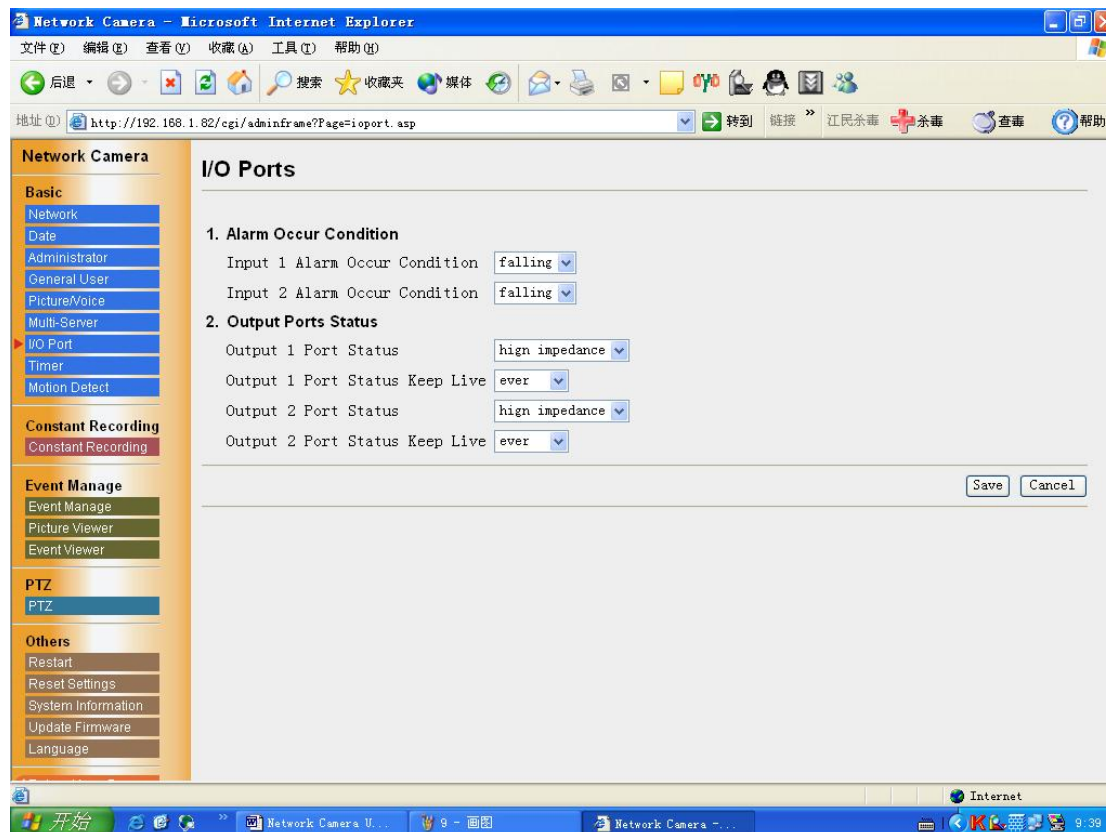 Network Camera - Microsoft Internet Explorer
文件(F) 编辑(E) 查看(V) 收藏(A) 工具(T) 帮助(H)
后退 搜索 收藏夹 媒体
地址(D) http://192.168.1.82/cgi/adminframe?Page=ioport.asp 转到 链接 » 江民杀毒 杀毒 查毒 帮助
Network Camera
Basic
Network
Date
Administrator
General User
Picture/Voice
Multi-Server
I/O Port
Timer
Motion Detect
Constant Recording
Constant Recording
Event Manage
Event Manage
Picture Viewer
Event Viewer
PTZ
PTZ
Others
Restart
Reset Settings
System Information
Update Firmware
Language
I/O Ports
1. Alarm Occur Condition
Input 1 Alarm Occur Condition falling
Input 2 Alarm Occur Condition falling
2. Output Ports Status
Output 1 Port Status hign impedance
Output 1 Port Status Keep Live ever
Output 2 Port Status hign impedance
Output 2 Port Status Keep Live ever
Save Cancel
Internet
开始 » Network Camera U... 9 - 画图 Network Camera -... 9:39